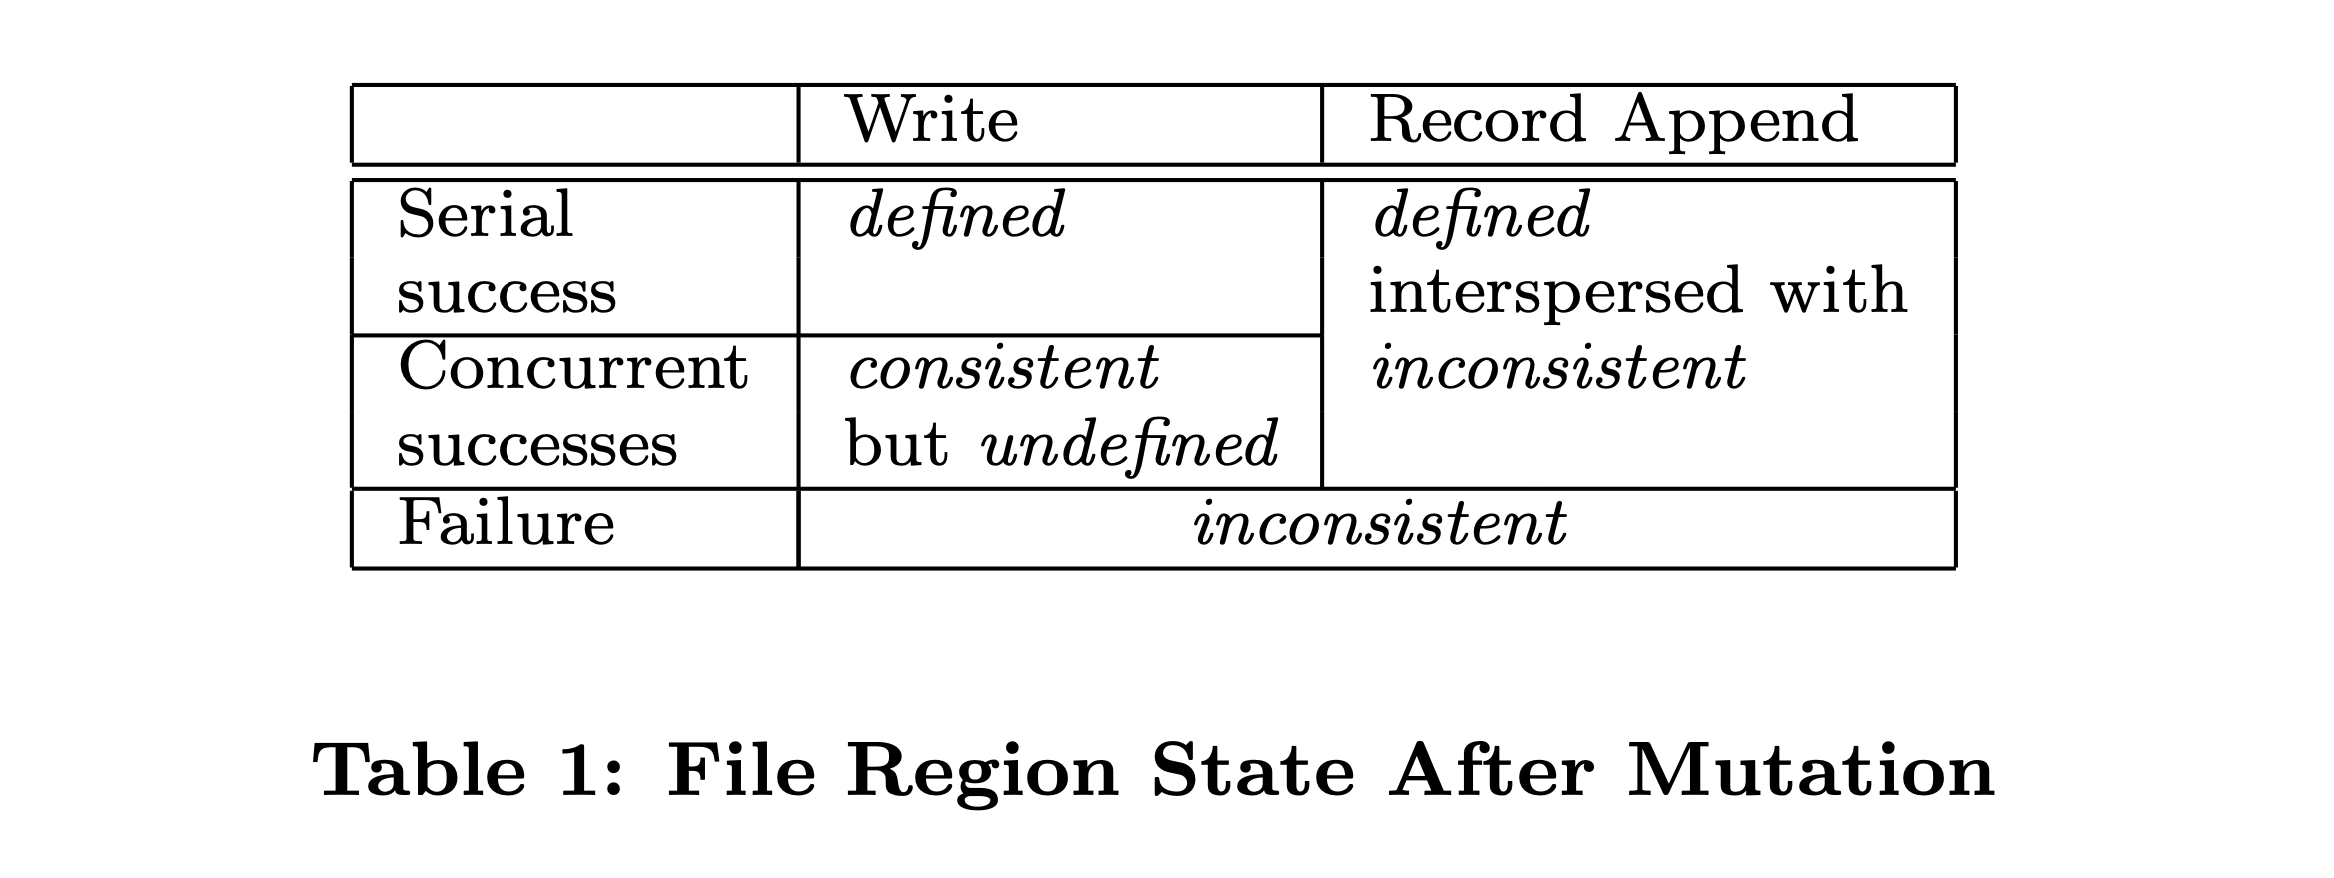 Write Record Append
Serial defined defined
success interspersed with
Concurrent consistent inconsistent
successes but undefined
Failure inconsistent
Table 1: File Region State After Mutation